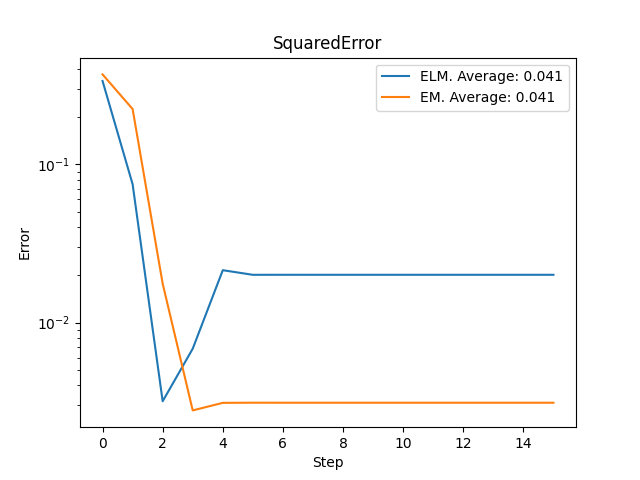 SquaredError
ELM. Average: 0.041
EM. Average: 0.041
10⁻¹
10⁻²
Error
0 2 4 6 8 10 12 14
Step